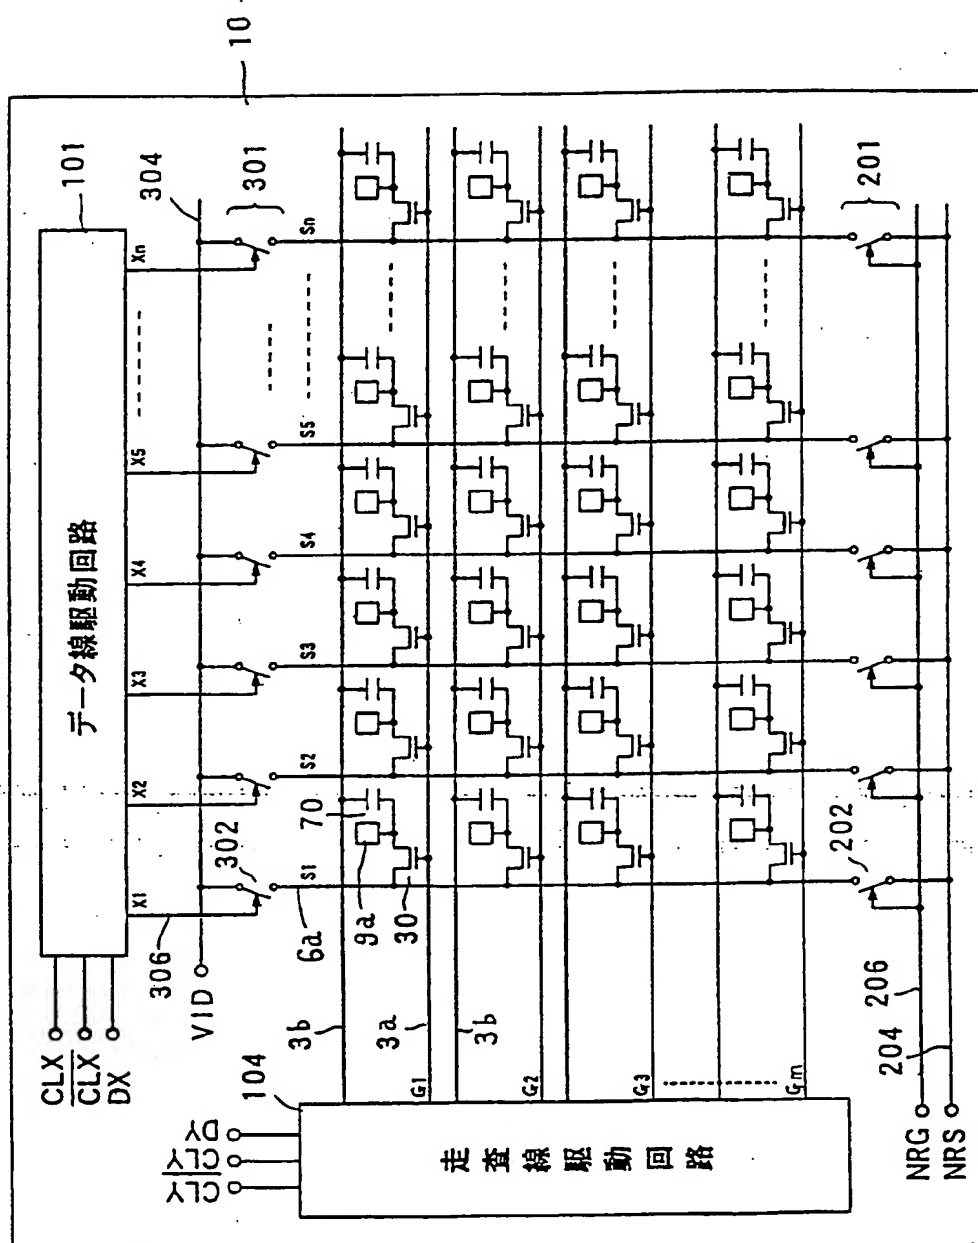 10
101
データ線駆動回路
CLX
CLX
DX
X1
X2
X3
X4
X5
Xn
306
VID
302
304
301
S1
S2
S3
S4
S5
Sn
6a
9a
70
30
3b
3a
3b
104
DY
CLY
CLY
走査線駆動回路
G1
G2
G3
Gm
202
201
206
204
NRG
NRS